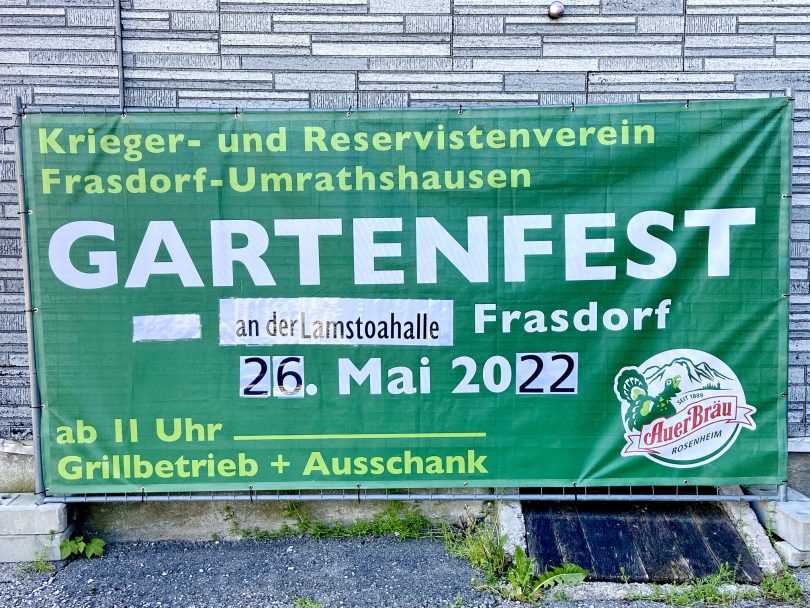 Krieger- und Reservistenverein
Frasdorf-Umrathshausen
GARTENFEST
an der Lamstoahalle Frasdorf
26. Mai 2022
ab 11 Uhr
Grillbetrieb + Ausschank
SEIT 1889
AuerBräu
ROSENHEIM